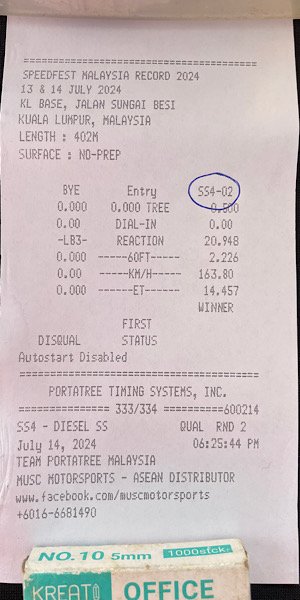 ==========================================
SPEEDFEST MALAYSIA RECORD 2024
13 & 14 JULY 2024
KL BASE, JALAN SUNGAI BESI
KUALA LUMPUR, MALAYSIA
LENGTH : 402M
SURFACE : NO-PREP
BYE Entry SS4-02
0.000 0.000 TREE 0.500
0.00 DIAL-IN 0.00
-LB3- REACTION 20.948
0.000 -----60FT----- 2.226
0.00 -----KM/H----- 163.80
0.000 ------ET------ 14.457
WINNER
FIRST
DISQUAL STATUS
Autostart Disabled
==========================================
PORTATREE TIMING SYSTEMS, INC.
================ 333/334 ==========600214
SS4 - DIESEL SS QUAL RND 2
July 14, 2024 06:25:44 PM
TEAM PORTATREE MALAYSIA
MUSC MOTORSPORTS - ASEAN DISTRIBUTOR
www.facebook.com/muscmotorsports
+6016-6681490
NO.10 5mm 1000stck.
KREATI OFFICE